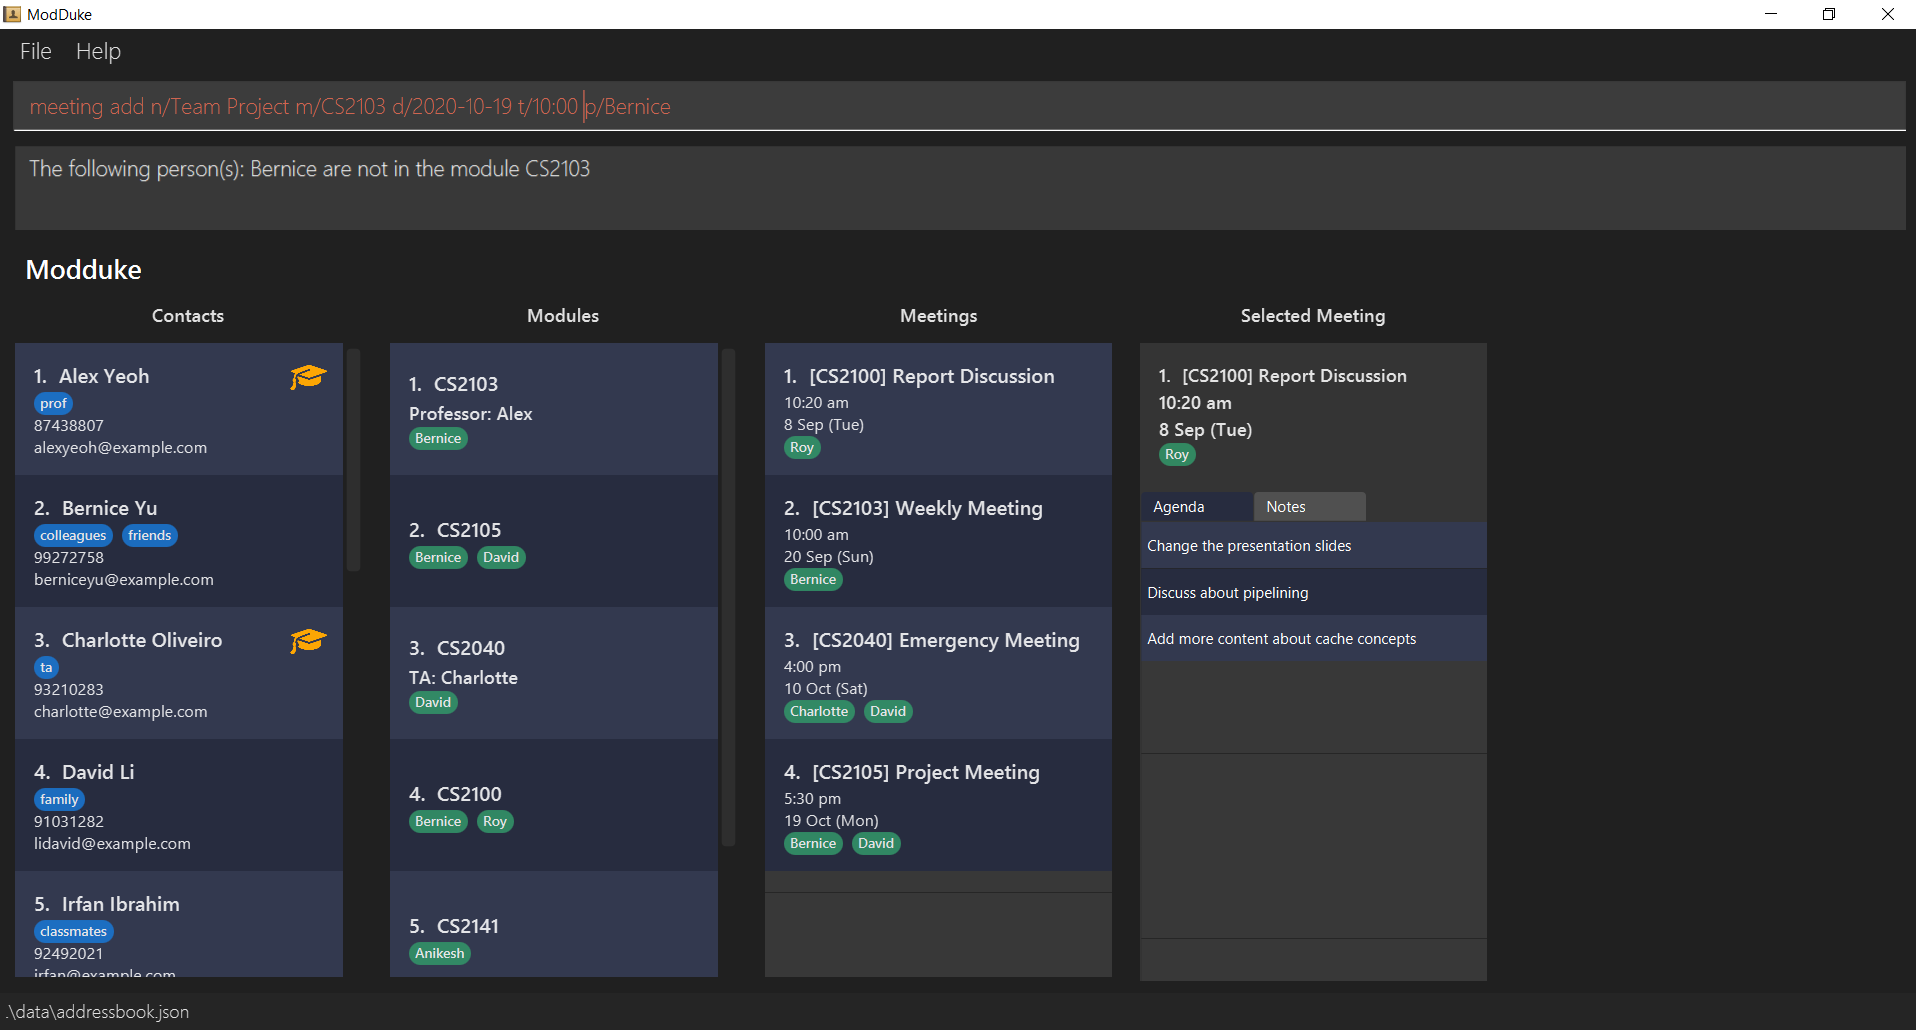 ModDuke
File Help
meeting add n/Team Project m/CS2103 d/2020-10-19 t/10:00 p/Bernice
The following person(s): Bernice are not in the module CS2103
Modduke
Contacts
1. Alex Yeoh
prof
87438807
alexyeoh@example.com
2. Bernice Yu
colleagues friends
99272758
berniceyu@example.com
3. Charlotte Oliveiro
ta
93210283
charlotte@example.com
4. David Li
family
91031282
lidavid@example.com
5. Irfan Ibrahim
classmates
92492021
irfan@example.com
Modules
1. CS2103
Professor: Alex
Bernice
2. CS2105
Bernice David
3. CS2040
TA: Charlotte
David
4. CS2100
Bernice Roy
5. CS2141
Anikesh
Meetings
1. [CS2100] Report Discussion
10:20 am
8 Sep (Tue)
Roy
2. [CS2103] Weekly Meeting
10:00 am
20 Sep (Sun)
Bernice
3. [CS2040] Emergency Meeting
4:00 pm
10 Oct (Sat)
Charlotte David
4. [CS2105] Project Meeting
5:30 pm
19 Oct (Mon)
Bernice David
Selected Meeting
1. [CS2100] Report Discussion
10:20 am
8 Sep (Tue)
Roy
Agenda Notes
Change the presentation slides
Discuss about pipelining
Add more content about cache concepts
.\data\addressbook.json